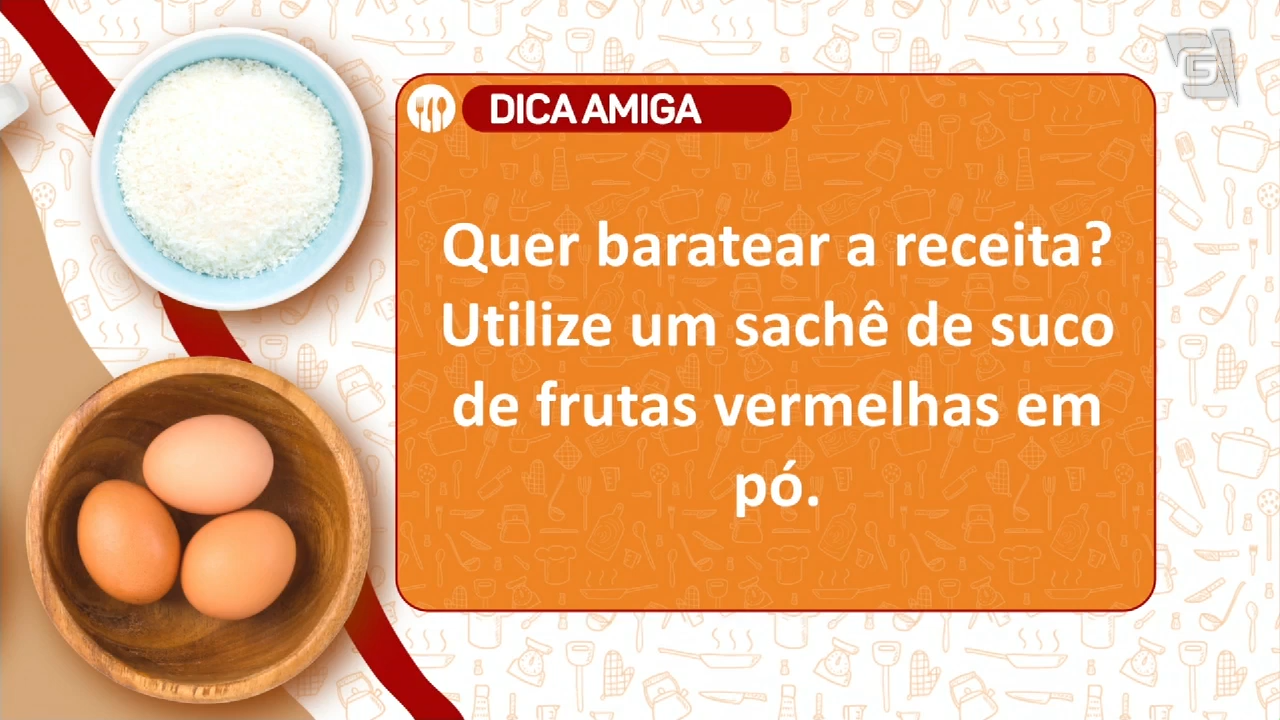 DICA AMIGA
Quer baratear a receita?
Utilize um sachê de suco
de frutas vermelhas em
pó.